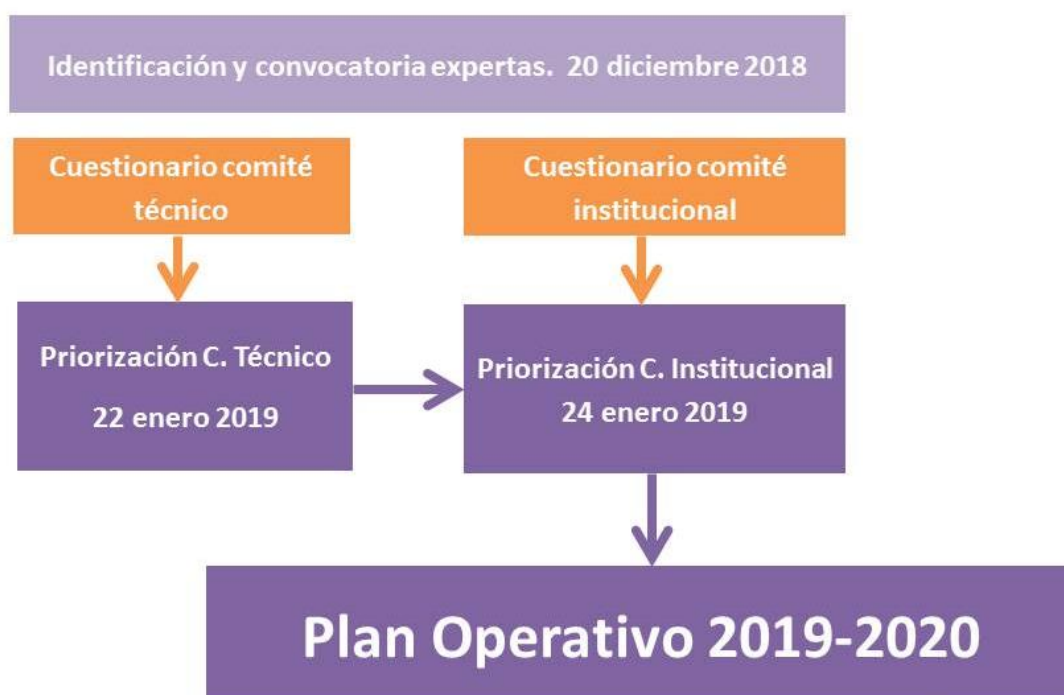 Identificación y convocatoria expertas. 20 diciembre 2018
Cuestionario comité
técnico
Cuestionario comité
institucional
Priorización C. Técnico
22 enero 2019
Priorización C. Institucional
24 enero 2019
Plan Operativo 2019-2020